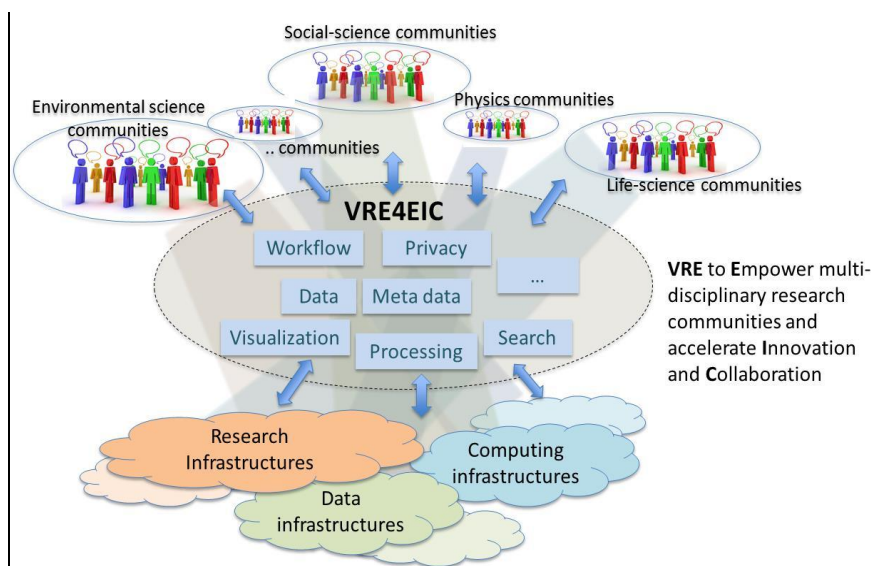 Social-science communities
Environmental science
communities
Physics communities
.. communities
Life-science communities
VRE4EIC
Workflow
Privacy
...
Data
Meta data
Visualization
Processing
Search
VRE to Empower multi-
disciplinary research
communities and
accelerate Innovation
and Collaboration
Research
Infrastructures
Computing
infrastructures
Data
infrastructures